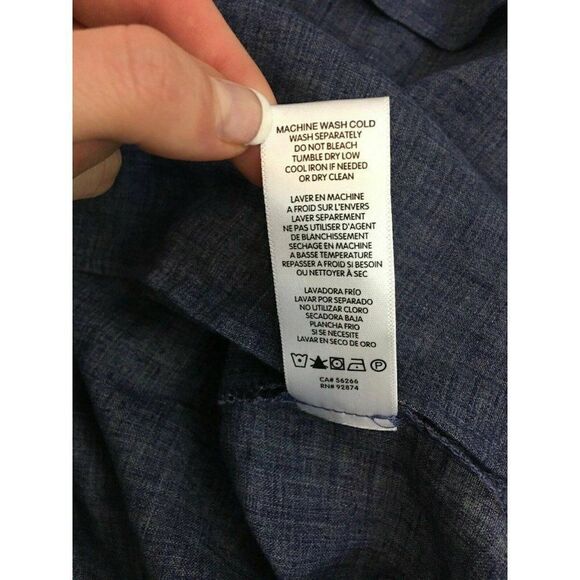 MACHINE WASH COLD
WASH SEPARATELY
DO NOT BLEACH
TUMBLE DRY LOW
COOL IRON IF NEEDED
OR DRY CLEAN
LAVER EN MACHINE
A FROID SUR L'ENVERS
LAVER SEPAREMENT
NE PAS UTILISER D'AGENT
DE BLANCHISSEMENT
SECHAGE EN MACHINE
A BASSE TEMPERATURE
REPASSER A FROID SI BESOIN
OU NETTOYER À SEC
LAVADORA FRÍO
LAVAR POR SEPARADO
NO UTILIZAR CLORO
SECADORA BAJA
PLANCHA FRIO
SI SE NECESITE
LAVAR EN SECO DE ORO
P
CA# 56266
RN# 92874